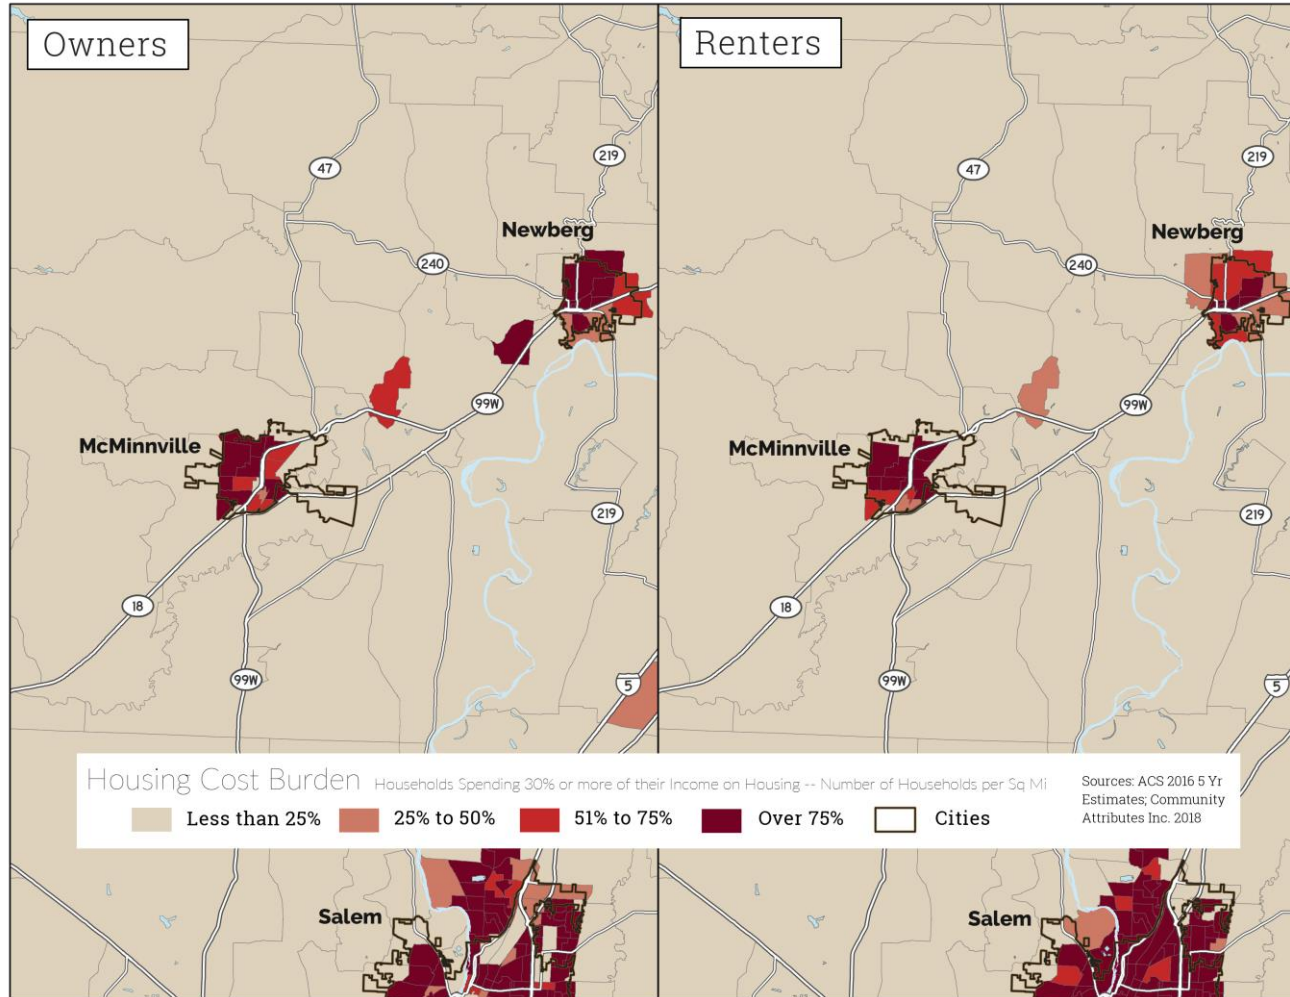 Owners
Renters
219
219
47
47
Newberg
Newberg
240
240
99W
99W
McMinnville
McMinnville
219
219
18
18
99W
99W
5
5
Housing Cost Burden Households Spending 30% or more of their Income on Housing -- Number of Households per Sq Mi
Sources: ACS 2016 5 Yr
Estimates; Community
Attributes Inc. 2018
Less than 25% 25% to 50% 51% to 75% Over 75% Cities
Salem
Salem